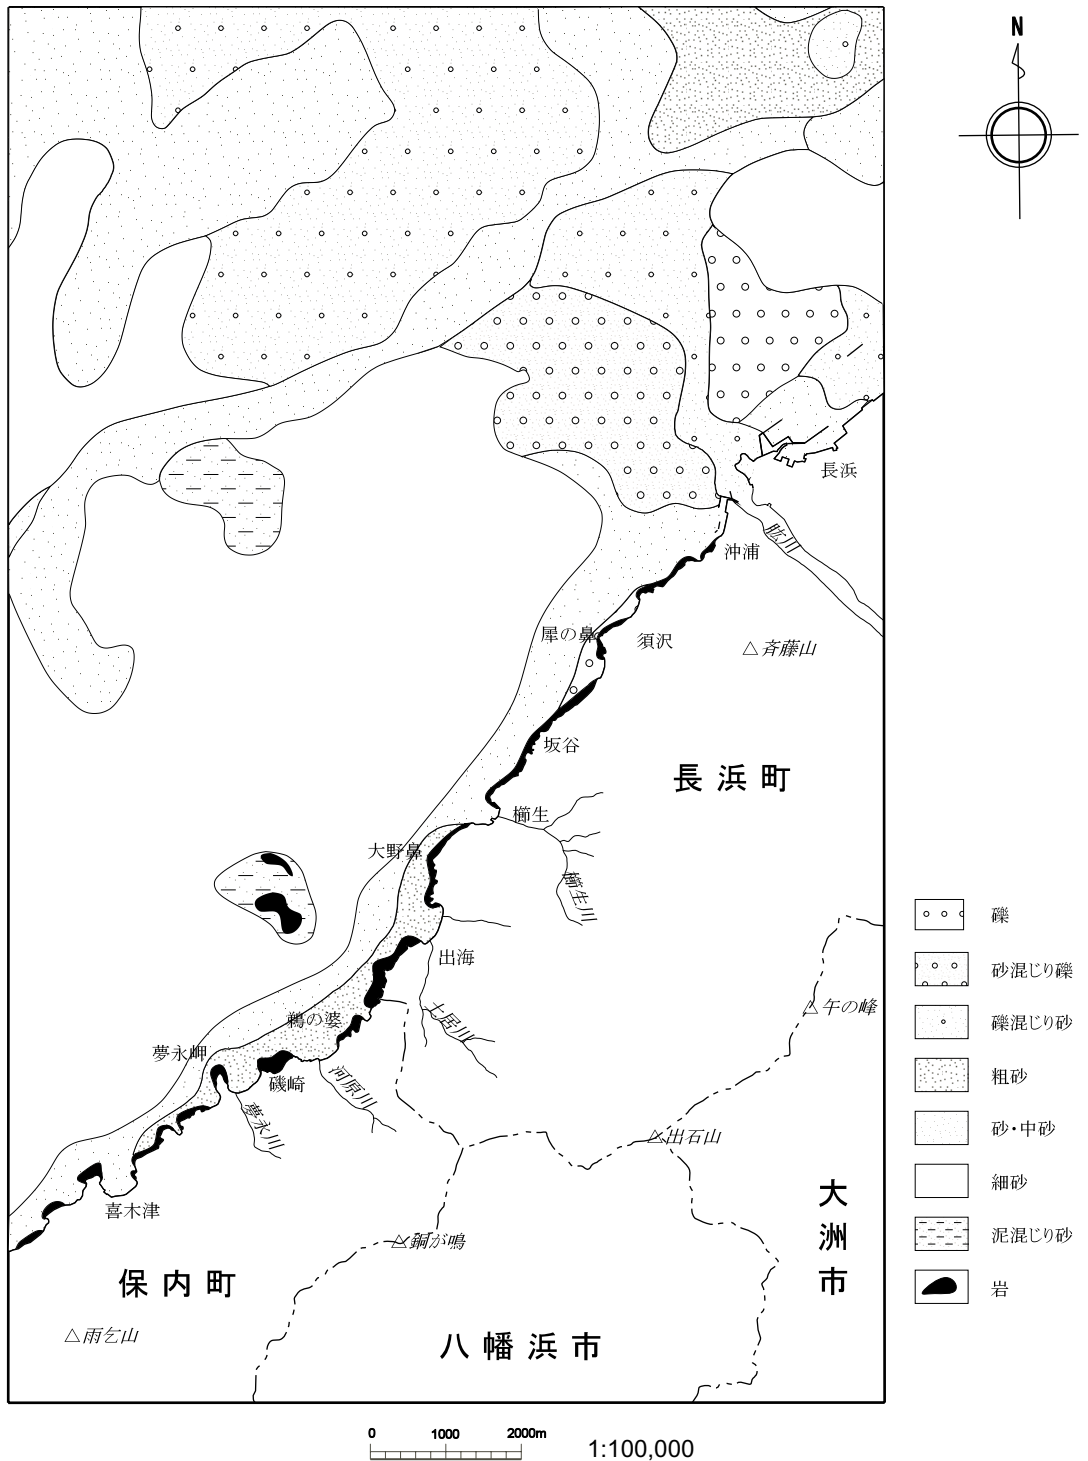 N
長浜
肱川
沖浦
犀の鼻
須沢
△斉藤山
坂谷
長浜町
櫛生
大野鼻
櫛生川
出海
△午の峰
土居川
鵜の婆
夢永岬
磯崎
河原川
夢永川
△出石山
喜木津
△銅が鳴
大洲市
保内町
△雨乞山
八幡浜市
礫
砂混じり礫
礫混じり砂
粗砂
砂・中砂
細砂
泥混じり砂
岩
0 1000 2000m
1:100,000